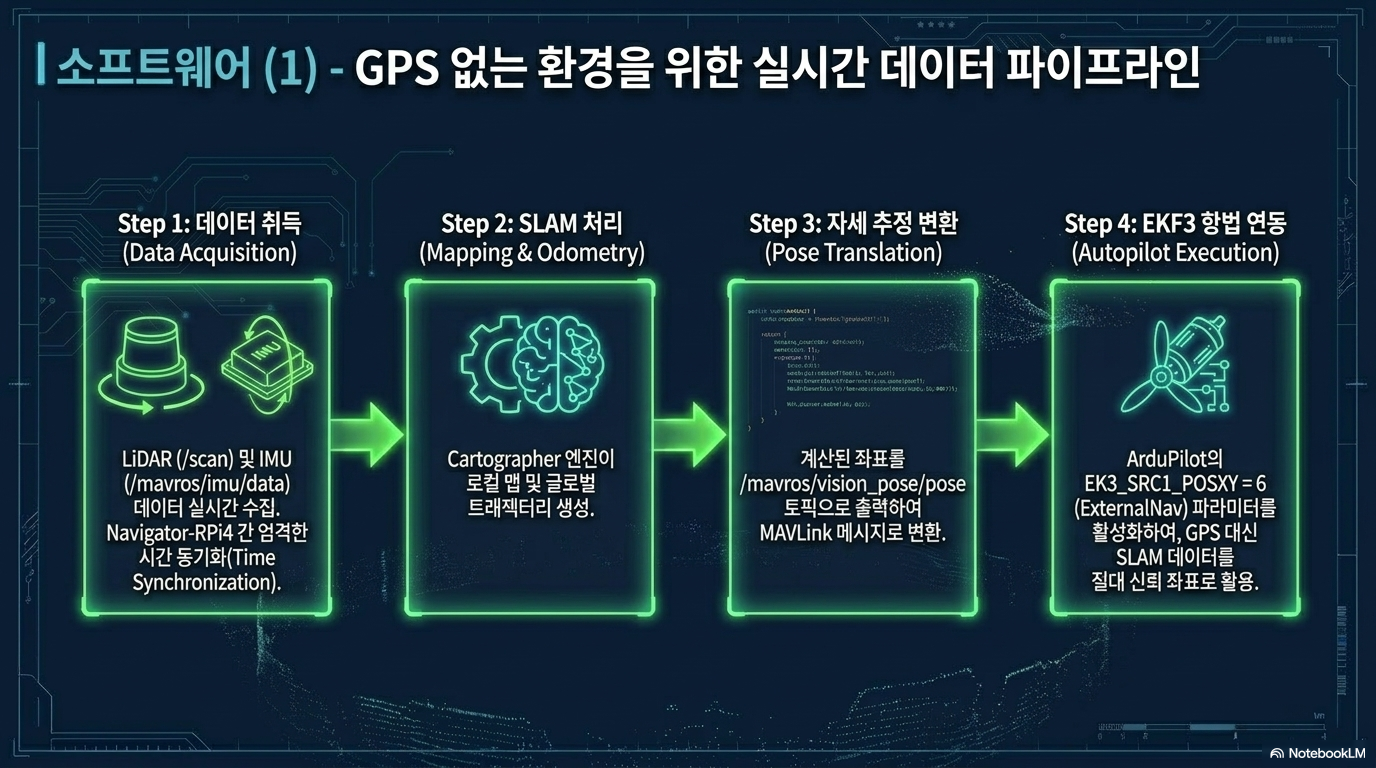 소프트웨어 (1) - GPS 없는 환경을 위한 실시간 데이터 파이프라인
Step 1: 데이터 취득
(Data Acquisition)
IMU
LiDAR (/scan) 및 IMU
(/mavros/imu/data)
데이터 실시간 수집.
Navigator-RPi4 간 엄격한
시간 동기화(Time
Synchronization).
Step 2: SLAM 처리
(Mapping & Odometry)
Cartographer 엔진이
로컬 맵 및 글로벌
트래젝터리 생성.
Step 3: 자세 추정 변환
(Pose Translation)
계산된 좌표롤
/mavros/vision_pose/pose
토픽으로 출력하여
MAVLink 메시지로 변환.
Step 4: EKF3 항법 연동
(Autopilot Execution)
ArduPilot의
EK3_SRC1_POSXY = 6
(ExternalNav) 파라미터를
활성화하여, GPS 대신
SLAM 데이터를
질대 신뢰 좌표로 활용.
1m
NotebookLM